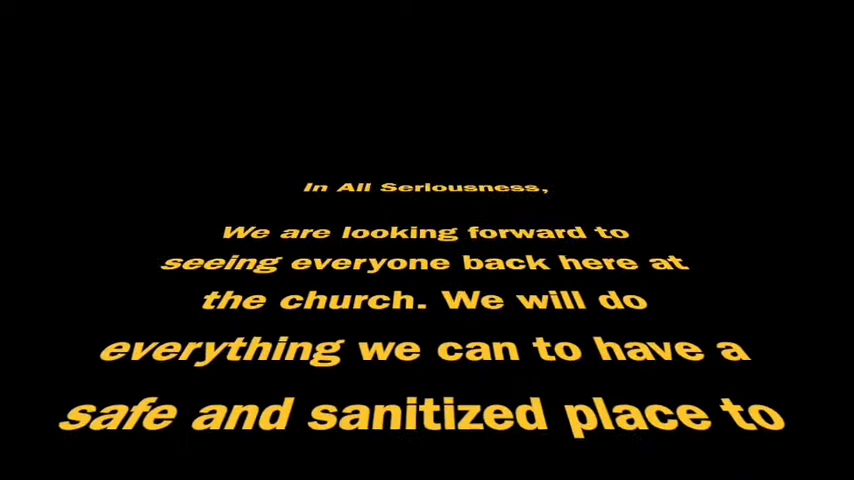 In All Seriousness,
We are looking forward to
seeing everyone back here at
the church. We will do
everything we can to have a
safe and sanitized place to